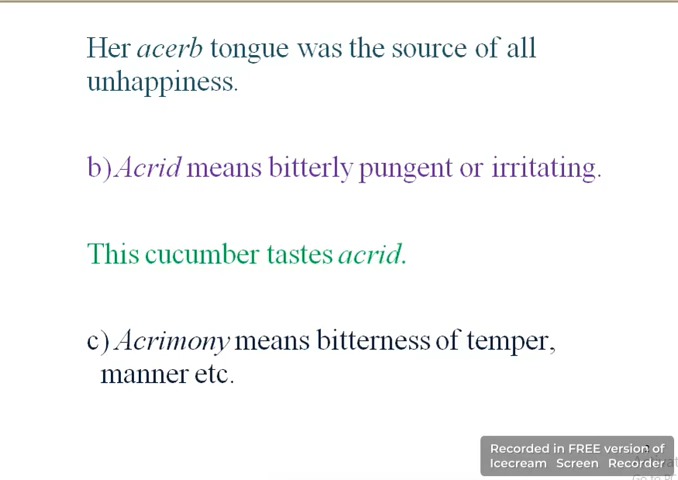 Her acerb tongue was the source of all
unhappiness.
b) Acrid means bitterly pungent or irritating.
This cucumber tastes acrid.
c) Acrimony means bitterness of temper,
manner etc.
Recorded in FREE version of
Icecream Screen Recorder